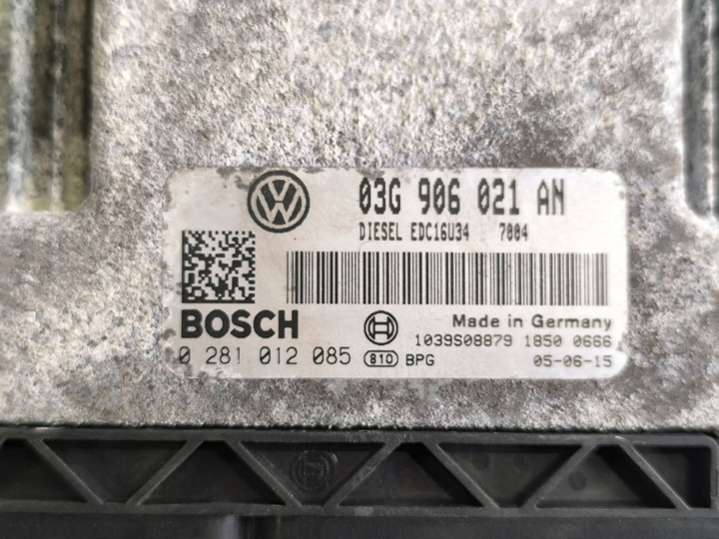 03G 906 021 AN
DIESEL EDC16U34 7004
BOSCH
Made in Germany
1039S08879 1850 0666
0 281 012 085 810 BPG 05-06-15